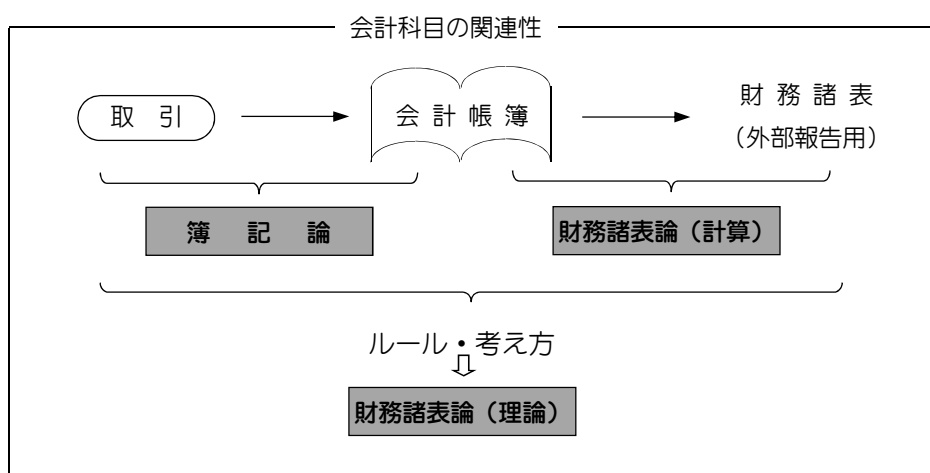 会計科目の関連性
取 引
会 計 帳 簿
財 務 諸 表
（外部報告用）
簿 記 論
財務諸表論（計算）
ルール・考え方
財務諸表論（理論）